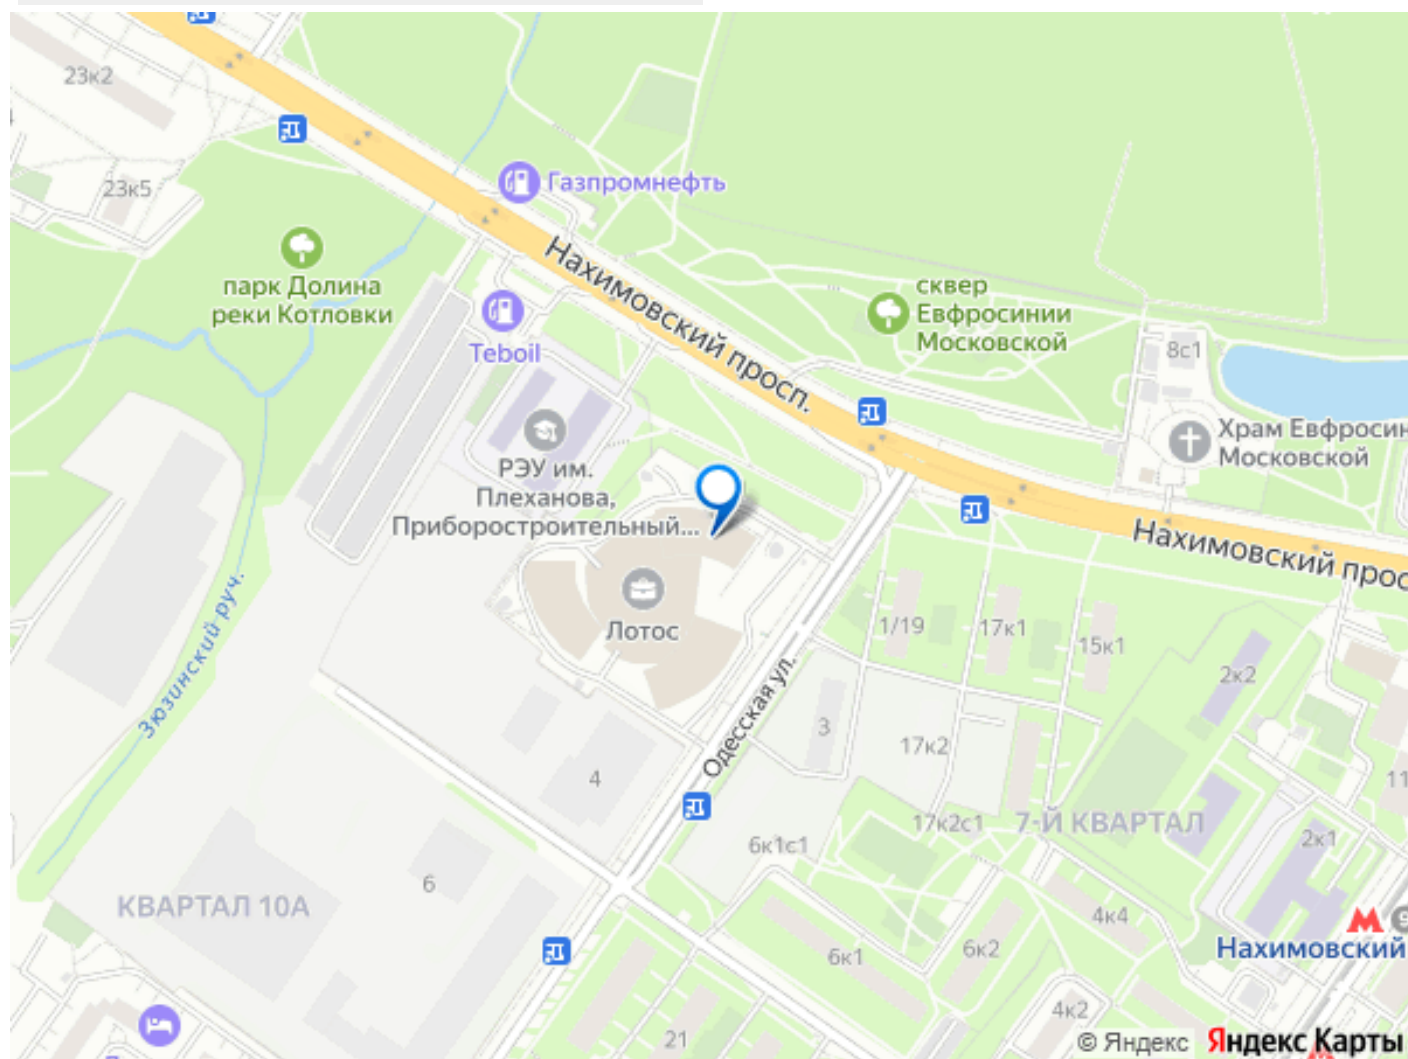 23к2
23к5
Газпромнефть
парк Долина
реки Котловки
Teboil
Нахимовский просп.
сквер
Евфросинии
Московской
8с1
Храм Евфросин
Московской
РЭУ им.
Плеханова,
Приборостроительный...
Нахимовский прос
Лотос
Зюзинский руч.
Одесская ул.
1/19
17к1
15к1
2к2
3
17к2
4
11
17к2с1
7-Й КВАРТАЛ
6к1с1
2к1
6
КВАРТАЛ 10А
4к4
Нахимовский
6к1
6к2
4к2
21
© Яндекс
Яндекс Карты